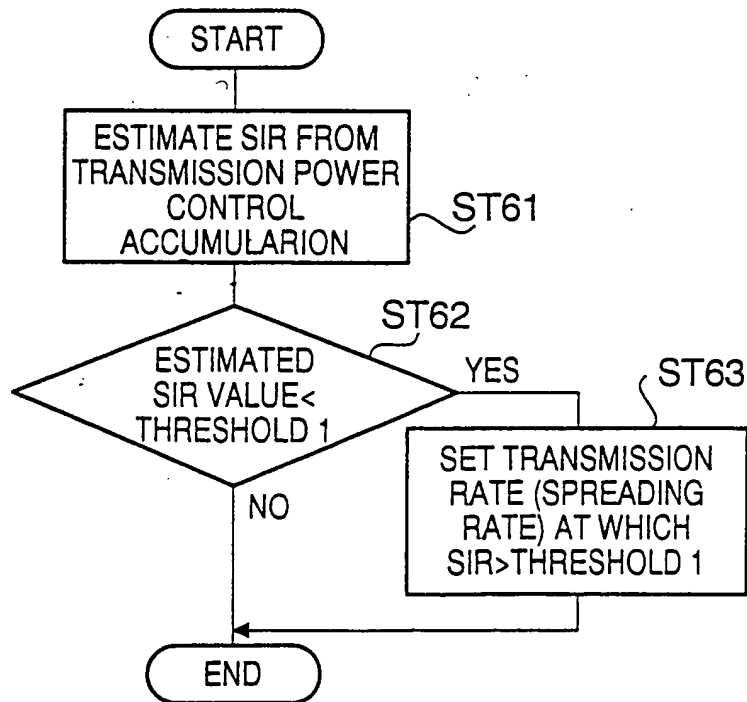 START
ESTIMATE SIR FROM
TRANSMISSION POWER
CONTROL
ACCUMULARION
ST61
ST62
ESTIMATED
SIR VALUE<
THRESHOLD 1
YES
ST63
SET TRANSMISSION
RATE (SPREADING
RATE) AT WHICH
SIR>THRESHOLD 1
NO
END